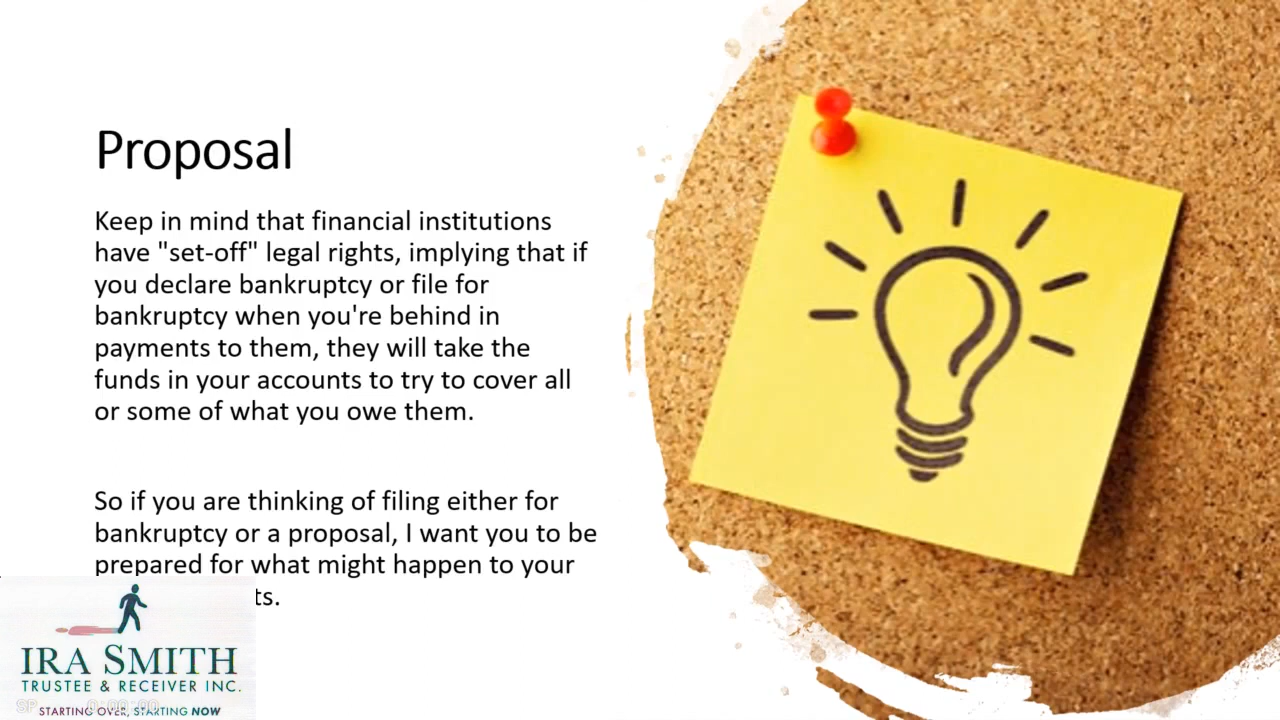 Proposal
Keep in mind that financial institutions
have "set-off" legal rights, implying that if
you declare bankruptcy or file for
bankruptcy when you're behind in
payments to them, they will take the
funds in your accounts to try to cover all
or some of what you owe them.
So if you are thinking of filing either for
bankruptcy or a proposal, I want you to be
prepared for what might happen to your
ts.
IRA SMITH
TRUSTEE & RECEIVER INC.
STARTING OVER, STARTING NOW